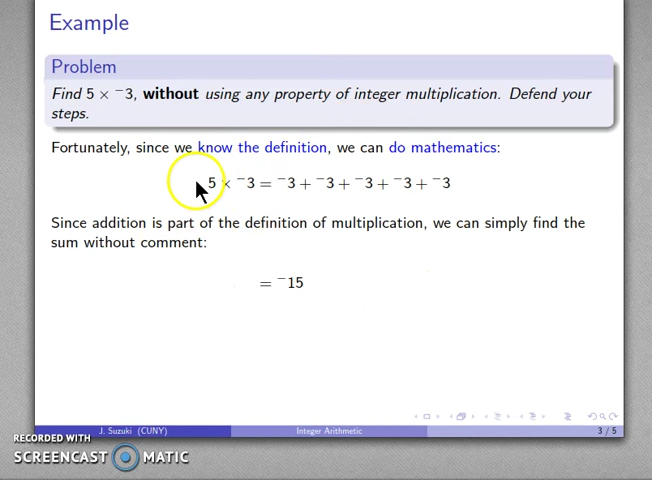 Example
Problem
Find 5 × ⁻3, without using any property of integer multiplication. Defend your
steps.
Fortunately, since we know the definition, we can do mathematics:
5 × ⁻3 = ⁻3 + ⁻3 + ⁻3 + ⁻3 + ⁻3
Since addition is part of the definition of multiplication, we can simply find the
sum without comment:
= ⁻15
J. Suzuki (CUNY) Integer Arithmetic 3 / 5
RECORDED WITH
SCREENCAST MATIC